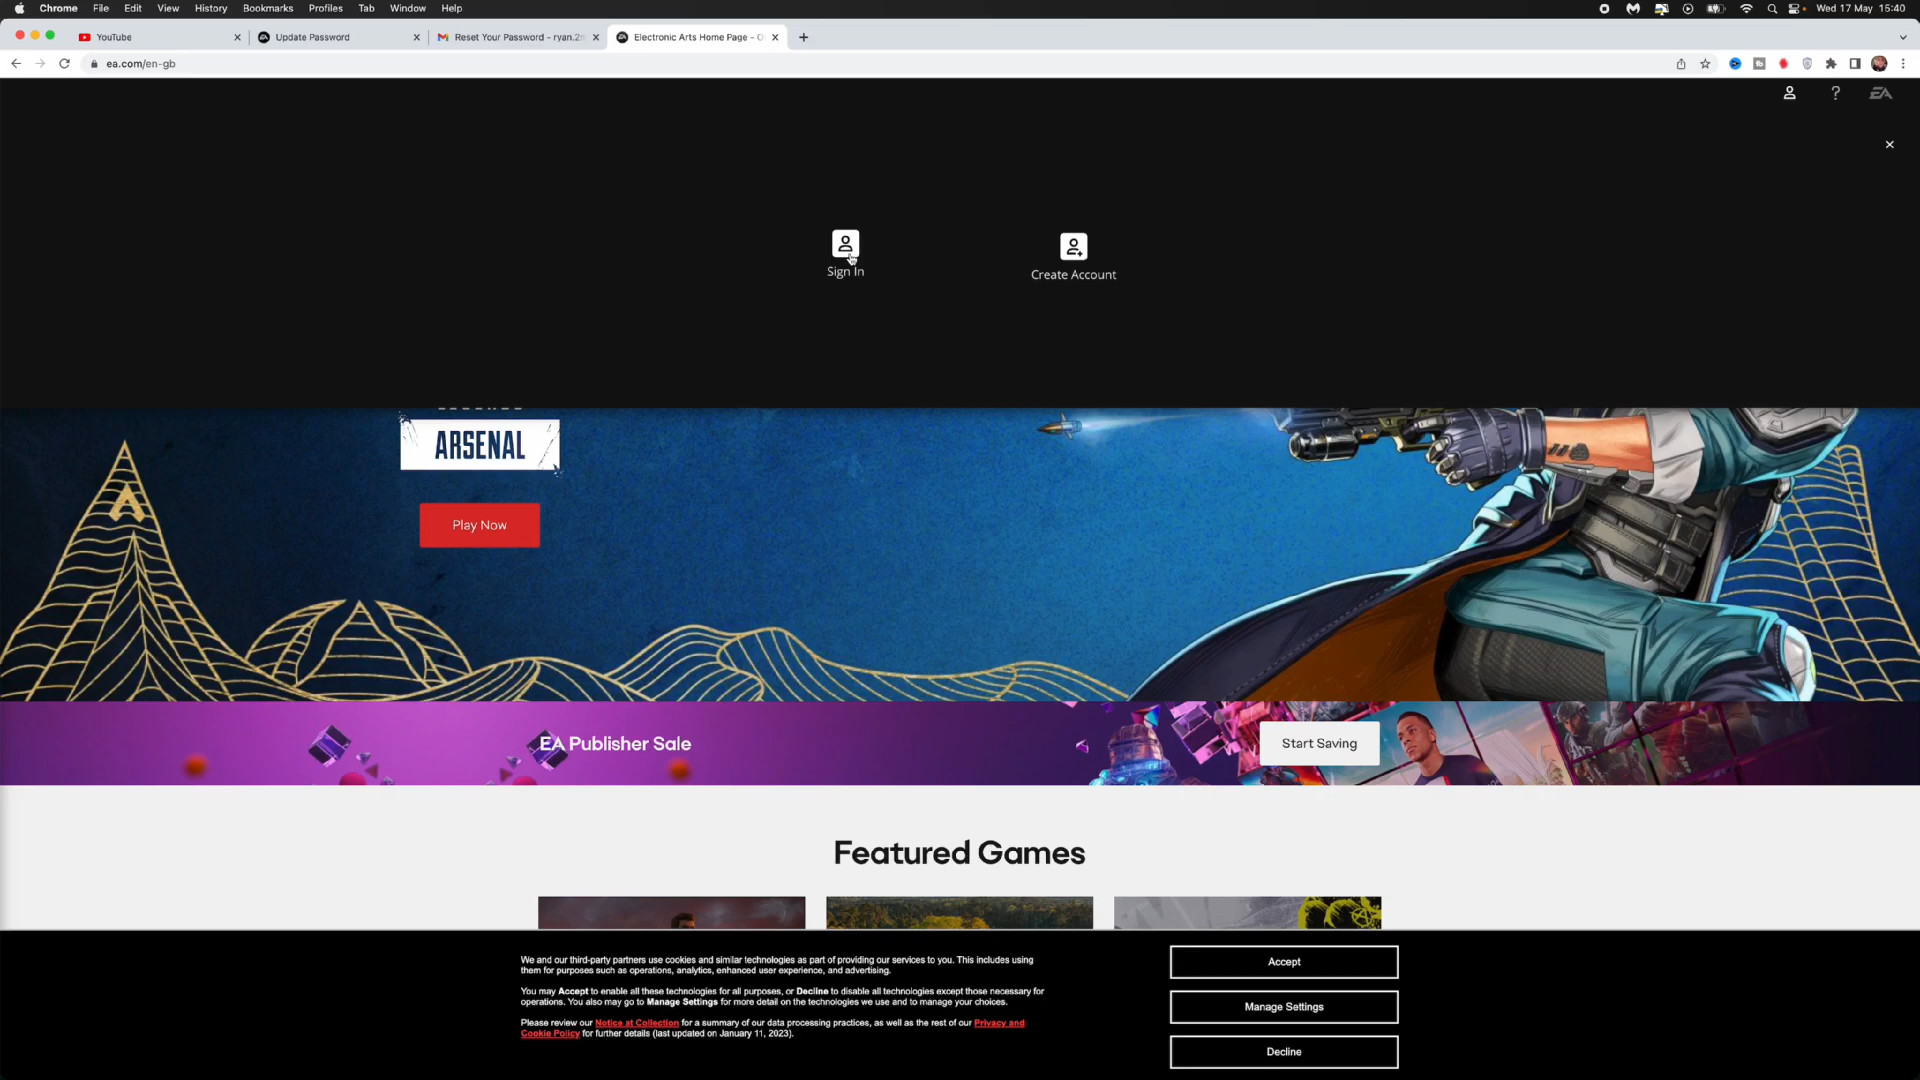 Chrome File Edit View History Bookmarks Profiles Tab Window Help Wed 17 May 15:40
YouTube Update Password Reset Your Password - ryan.2 Electronic Arts Home Page - O
ea.com/en-gb
? EA
Sign In Create Account
ARSENAL
Play Now
EA Publisher Sale Start Saving
Featured Games
We and our third-party partners use cookies and similar technologies as part of providing our services to you. This includes using
them for purposes such as operations, analytics, enhanced user experience, and advertising.
You may Accept to enable all these technologies for all purposes, or Decline to disable all technologies except those necessary for
operations. You also may go to Manage Settings for more detail on the technologies we use and to manage your choices.
Please review our Notice at Collection for a summary of our data processing practices, as well as the rest of our Privacy and
Cookie Policy for further details (last updated on January 11, 2023).
Accept
Manage Settings
Decline